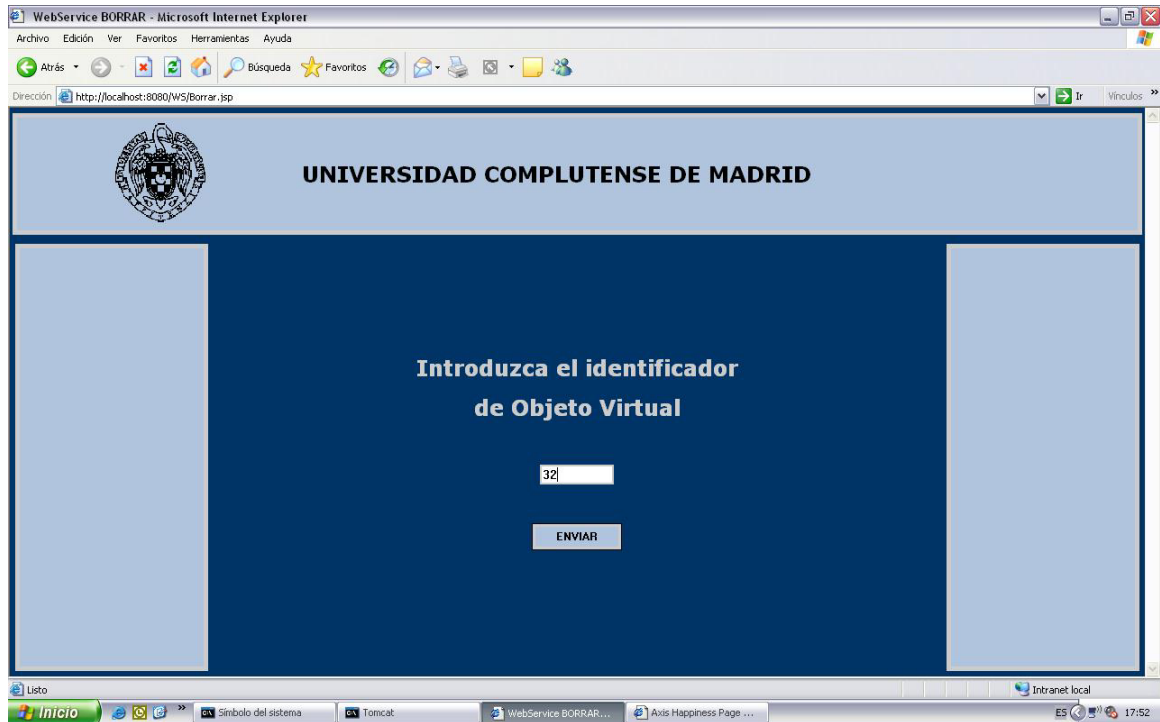 WebService BORRAR - Microsoft Internet Explorer
Archivo Edición Ver Favoritos Herramientas Ayuda
Atrás Búsqueda Favoritos
Dirección http://localhost:8080/WS/Borrar.jsp Ir Vínculos »
UNIVERSIDAD COMPLUTENSE DE MADRID
Introduzca el identificador
de Objeto Virtual
32
ENVIAR
Listo Intranet local
Inicio » Símbolo del sistema Tomcat WebService BORRAR... Axis Happiness Page ... ES 17:52